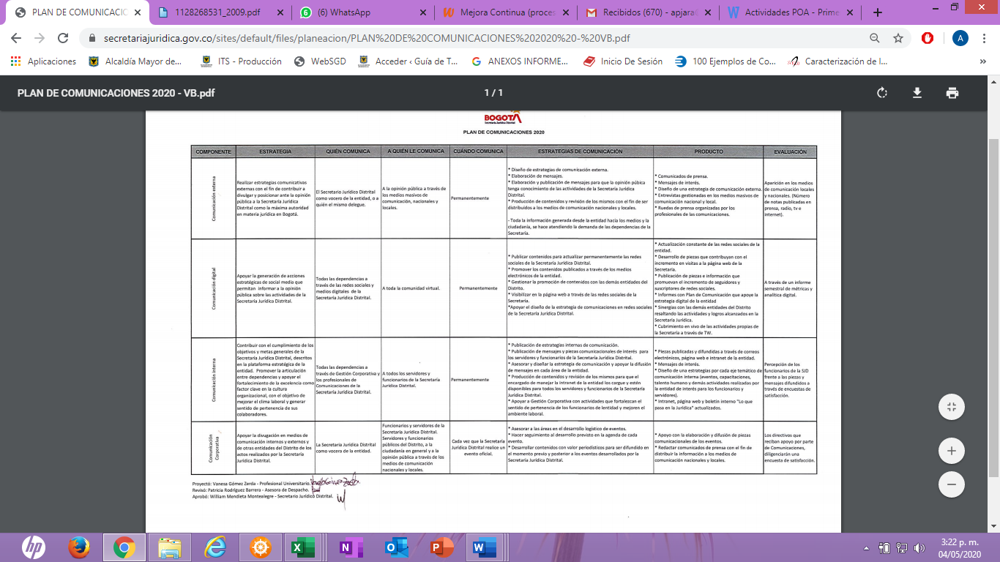 PLAN DE COMUNICACIO
1128268531_2009.pdf
(6) WhatsApp
Mejora Continua (proces
Recibidos (670) - apjara
Actividades POA - Prime
secretariajuridica.gov.co/sites/default/files/planeacion/PLAN%20DE%20COMUNICACIONES%202020%20-%20VB.pdf
A
Aplicaciones
Alcaldía Mayor de...
ITS - Producción
WebSGD
Acceder ‹ Guía de T...
ANEXOS INFORME...
Inicio De Sesión
100 Ejemplos de Co...
Caracterización de l...
»
PLAN DE COMUNICACIONES 2020 - VB.pdf
1 / 1
BOGOTÁ
Secretaría Jurídica Distrital
PLAN DE COMUNICACIONES 2020
COMPONENTE
ESTRATEGIA
QUIÉN COMUNICA
A QUIÉN LE COMUNICA
CUÁNDO COMUNICA
ESTRATEGIAS DE COMUNICACIÓN
PRODUCTO
EVALUACIÓN
Comunicación externa
Realizar estrategias comunicativas
externas con el fin de contribuir a
divulgar y posicionar ante la opinión
pública a la Secretaría Jurídica
Distrital como la máxima autoridad
en materia jurídica en Bogotá.
El Secretario Jurídico Distrital
como vocero de la entidad, o a
quién el mismo delegue.
A la opinión pública a través de
los medios masivos de
comunicación, nacionales y
locales.
Permanentemente
* Diseño de estrategias de comunicación externa.
* Elaboración de mensajes.
* Elaboración y publicación de mensajes para que la opinión púbica
tenga conocimiento de las actividades de la Secretaría Jurídica
Distrital.
* Producción de contenidos y revisión de los mismos con el fin de ser
distribuidos a los medios de comunicación nacionales y locales.
- Toda la información generada desde la entidad hacia los medios y la
ciudadanía, se hace atendiendo la demanda de las dependencias de la
Secretaría.
* Comunicados de prensa.
* Mensajes de interés.
* Diseño de una estrategia de comunicación externa.
* Entrevistas gestionadas en los medios masivos de
comunicación nacional y local.
* Ruedas de prensa organizadas por los
profesionales de las comunicaciones.
Aparición en los medios
de comunicación locales
y nacionales. (Número
de notas publicadas en
prensa, radio, tv e
internet).
Comunicación digital
Apoyar la generación de acciones
estratégicas de social media que
permitan informar a la opinión
pública sobre las actividades de la
Secretaría Jurídica Distrital.
Todas las dependencias a
través de las redes sociales y
medios digitales de la
Secretaría Jurídica Distrital.
A toda la comunidad virtual.
Permanentemente
* Publicar contenidos para actualizar permanentemente las redes
sociales de la Secretaría Jurídica Distrital.
* Promover los contenidos publicados a través de los medios
electrónicos de la entidad.
* Gestionar la promoción de contenidos con las demás entidades del
Distrito.
* Visibilizar en la página web a través de las redes sociales de la
Secretaría.
*Apoyar el diseño de la estrategia de comunicaciones en redes sociales
de la Secretaría Jurídica Distrital.
* Actualización constante de las redes sociales de la
entidad.
* Desarrollo de piezas que contribuyan con el
incremento en visitas a la página web de la
Secretaría.
* Publicación de piezas e información que
promuevan el incremento de seguidores y
suscriptores de redes sociales.
* Informes con Plan de Comunicación que apoye la
estrategia digital de la entidad
* Sinergias con las demás entidades del Distrito
resaltando las actividades y logros alcanzados en la
Secretaría Jurídica.
* Cubrimiento en vivo de las actividades propias de
la Secretaría a través de TW.
A través de un informe
semestral de métricas y
analítica digital.
Comunicación interna
Contribuir con el cumplimiento de los
objetivos y metas generales de la
Secretaría Jurídica Distrital, descritos
en la plataforma estratégica de la
entidad. Promover la articulación
entre dependencias y apoyar el
fortalecimiento de la excelencia como
factor clave en la cultura
organizacional, con el objetivo de
mejorar el clima laboral y generar
sentido de pertenencia de sus
colaboradores.
Todas las dependencias a
través de Gestión Corporativa y
los profesionales de
Comunicaciones de la
Secretaría Jurídica Distrital.
A todos los servidores y
funcionarios de la Secretaría
Jurídica Distrital.
Permanentemente
* Publicación de estrategias internas de comunicación.
* Publicación de mensajes y piezas comunicacionales de interés para
los servidores y funcionarios de la Secretaría Jurídica Distrital.
* Asesorar y diseñar la estrategia de comunicación y apoyar la difusión
de mensajes en cada área de la entidad.
* Producción de contenidos y revisión de los mismos para que el
encargado de manejar la intranet de la entidad los cargue y estén
disponibles para todos los servidores y funcionarios de la Secretaría
Jurídica Distrital.
* Apoyar a Gestión Corporativa con actividades que fortalezcan el
sentido de pertenencia de los funcionarios de lentidad y mejoren el
ambiente laboral.
* Piezas publicadas y difundidas a través de correos
electrónicos, página web e intranet de la entidad.
* Mensajes de interés.
* Diseño de una estrategias por cada eje temático de
comunicación interna (eventos, capacitaciones,
talento humano y demás actividades realizados por
la entidad de interés para los funcionarios y
servidores).
* Intranet, página web y boletín interno "Lo que
pasa en la Jurídica" actualizados.
Percepción de los
funcionarios de la SJD
frente a las piezas y
mensajes difundidos a
través de encuestas de
satisfacción.
Comunicación
Corporativa
Apoyar la divugación en medios de
comunicación internos y externos y
de otras entidades del Distrito de los
actos realizados por la Secretaría
Jurídica Distrital.
La Secretaría Jurídica Distrital
como vocero de la entidad.
Funcionarios y servidores de la
Secretaría Jurídica Distrital.
Servidores y funcionarios
públicos del Distrito, a la
ciudadanía en general y a la
opinión pública a través de los
medios de comunicación
nacionales y locales.
Cada vez que la Secretaría
Jurídica Distrital realice un
evento oficial.
* Asesorar a las áreas en el desarrollo logístico de eventos.
* Hacer seguimiento al desarrollo previsto en la agenda de cada
evento.
* Desarrollar contenidos con valor periodísticos para ser difundido en
el momento previo y posterior a los eventos desarrollados por la
Secretaría Jurídica Distrital.
* Apoyo con la elaboración y difusión de piezas
comunicacionales de los eventos.
* Redactar comunicados de prensa con el fin de
distribuir la información a los medios de
comunicación nacionales y locales.
Los directivos que
reciban apoyo por parte
de Comunicaciones,
diligenciarán una
encuesta de satisfacción.
Proyectó: Vanesa Gómez Zerda - Profesional Universitario.
Revisó: Patricia Rodríguez Barrera - Asesora de Despacho.
Aprobó: William Mendieta Montealegre - Secretario Jurídico Distrital.
3:22 p. m.
04/05/2020